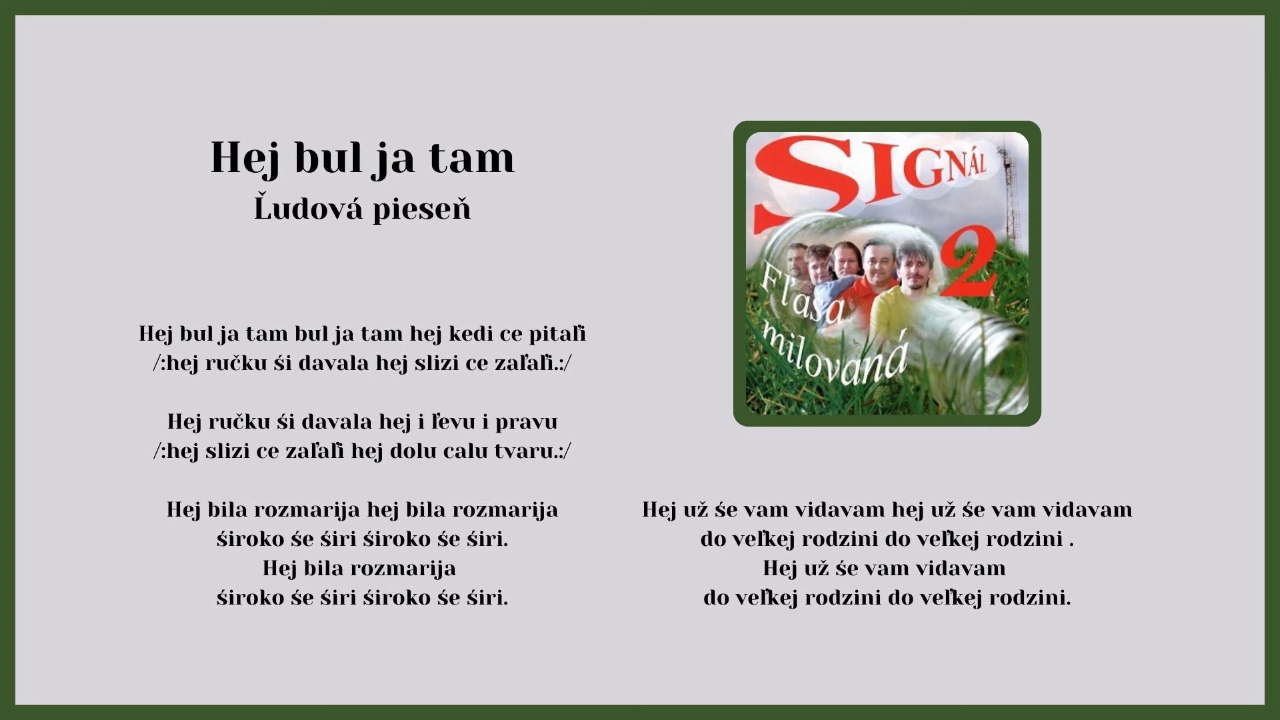 Hej bul ja tam
Ľudová pieseň
Hej bul ja tam bul ja tam hej kedi ce pitaľi
/:hej ručku śi davala hej slizi ce zaľaľi.:/
Hej ručku śi davala hej i ľevu i pravu
/:hej slizi ce zaľaľi hej dolu calu tvaru.:/
Hej bila rozmarija hej bila rozmarija
śiroko śe śiri śiroko śe śiri.
Hej bila rozmarija
śiroko śe śiri śiroko śe śiri.
SIGNÁL
2
Fľaša
milovaná
Hej už śe vam vidavam hej už śe vam vidavam
do veľkej rodzini do veľkej rodzini .
Hej už śe vam vidavam
do veľkej rodzini do veľkej rodzini.